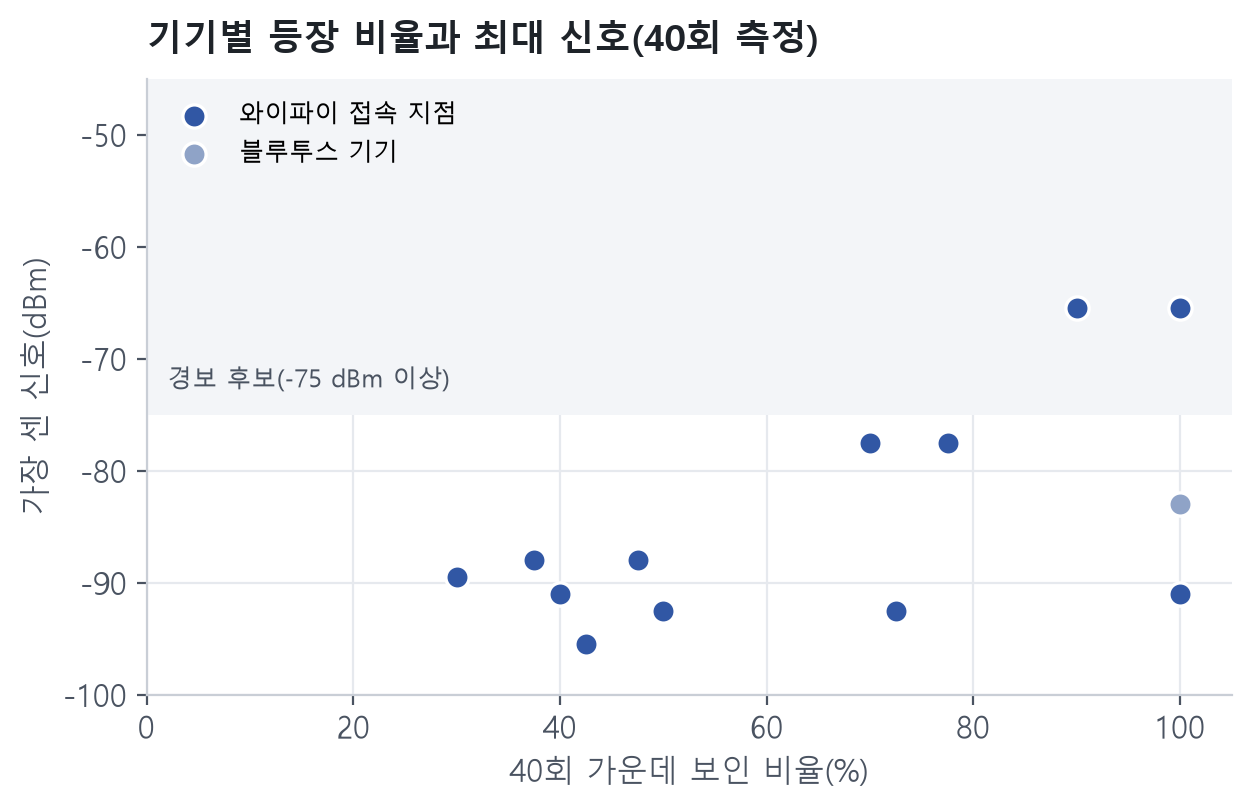 기기별 등장 비율과 최대 신호(40회 측정)
와이파이 접속 지점
블루투스 기기
경보 후보(-75 dBm 이상)
가장 센 신호(dBm)
-50
-60
-70
-80
-90
-100
0 20 40 60 80 100
40회 가운데 보인 비율(%)